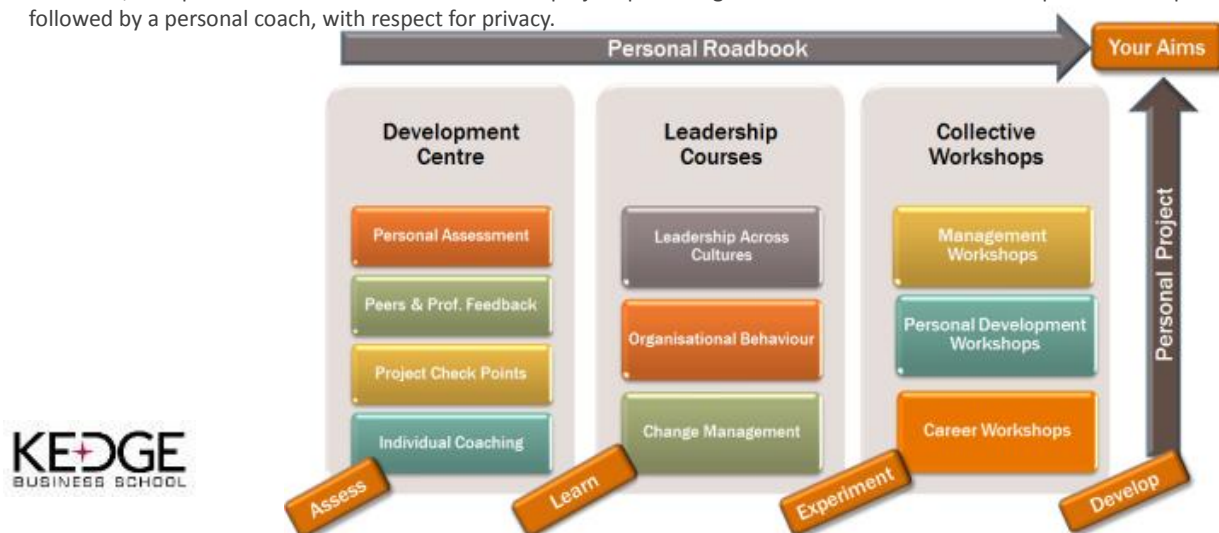 followed by a personal coach, with respect for privacy.
Personal Roadbook
Your Aims
Development
Centre
Personal Assessment
Peers & Prof. Feedback
Project Check Points
Individual Coaching
Assess
Leadership
Courses
Leadership Across
Cultures
Organisational Behaviour
Change Management
Learn
Collective
Workshops
Management
Workshops
Personal Development
Workshops
Career Workshops
Experiment
Personal Project
Develop
KEDGE
BUSINESS SCHOOL